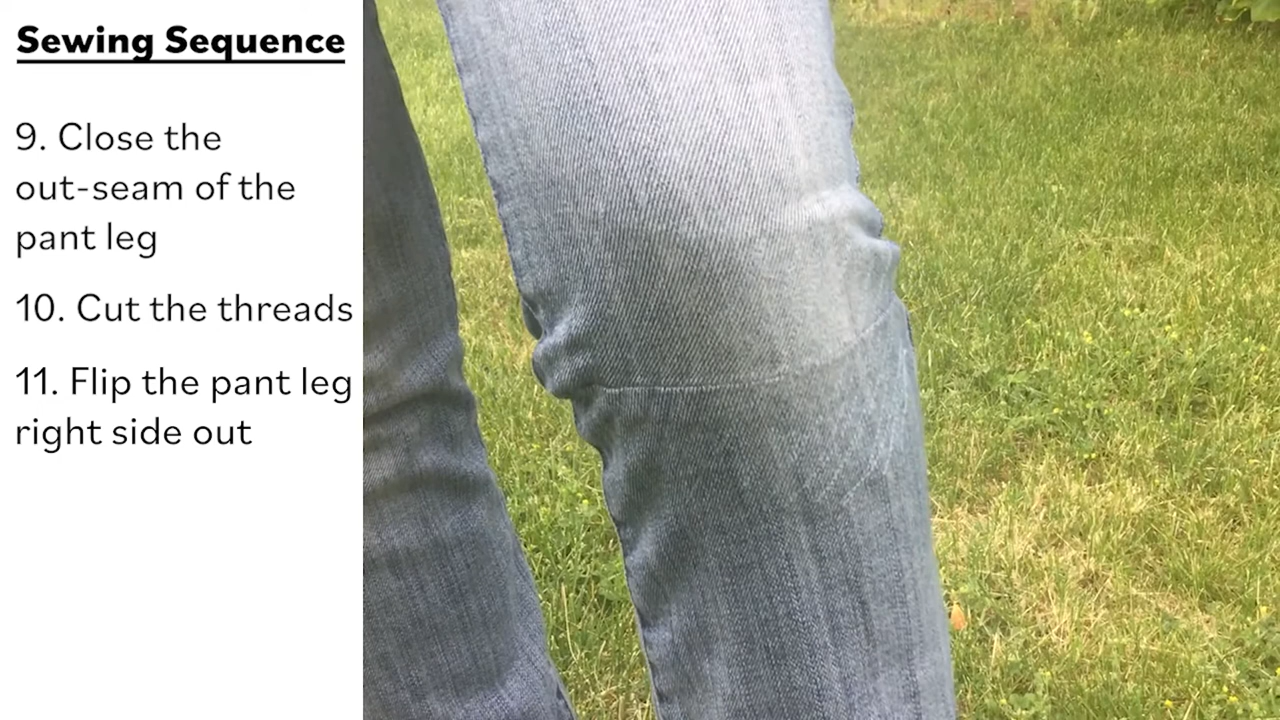 Sewing Sequence
9. Close the
out-seam of the
pant leg
10. Cut the threads
11. Flip the pant leg
right side out